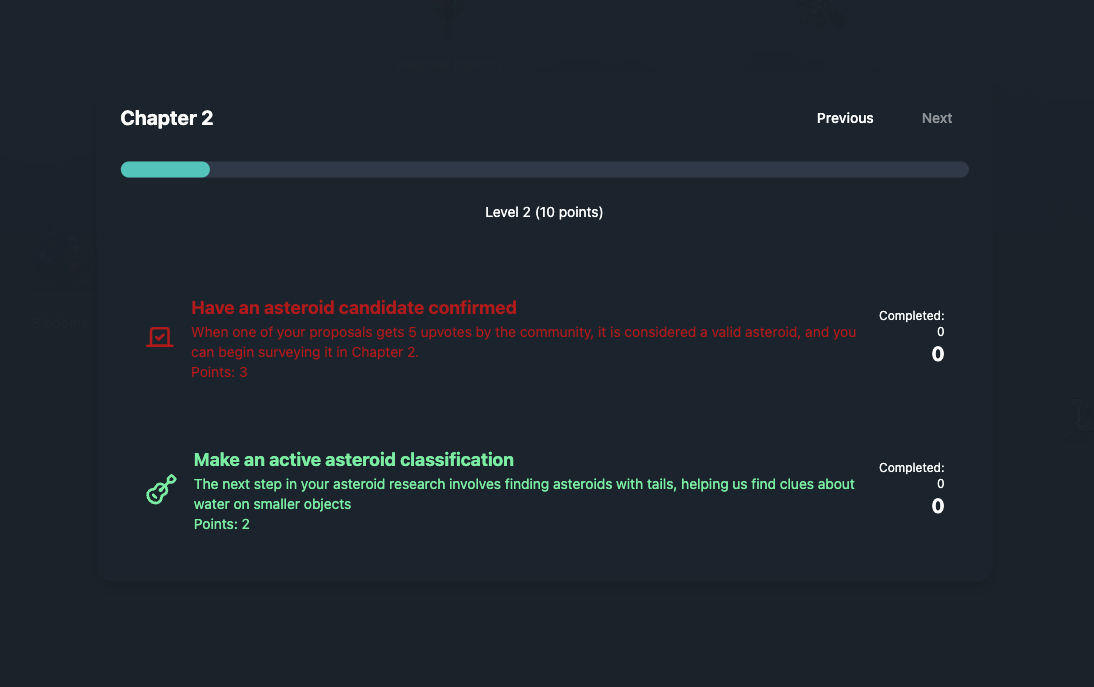 Chapter 2
Previous
Next
Level 2 (10 points)
Have an asteroid candidate confirmed
When one of your proposals gets 5 upvotes by the community, it is considered a valid asteroid, and you
can begin surveying it in Chapter 2.
Points: 3
Completed:
0
0
Make an active asteroid classification
The next step in your asteroid research involves finding asteroids with tails, helping us find clues about
water on smaller objects
Points: 2
Completed:
0
0